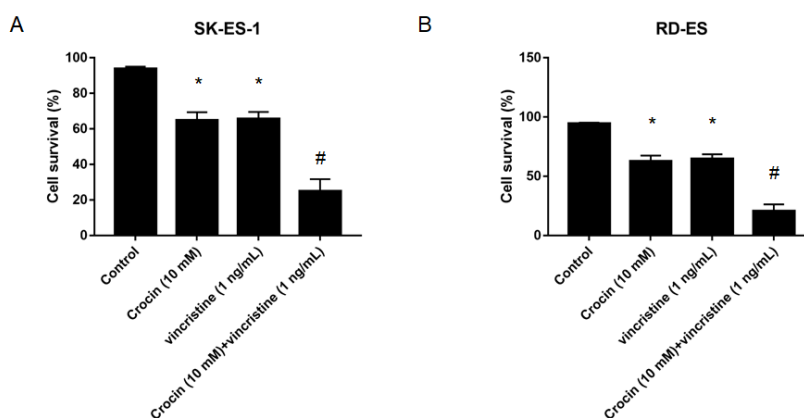 A
SK-ES-1
Cell survival (%)
100
80
60
40
20
0
*
*
#
Control
Crocin (10 mM)
vincristine (1 ng/mL)
Crocin (10 mM)+vincristine (1 ng/mL)
B
RD-ES
Cell survival (%)
150
100
50
0
*
*
#
Control
Crocin (10 mM)
vincristine (1 ng/mL)
Crocin (10 mM)+vincristine (1 ng/mL)